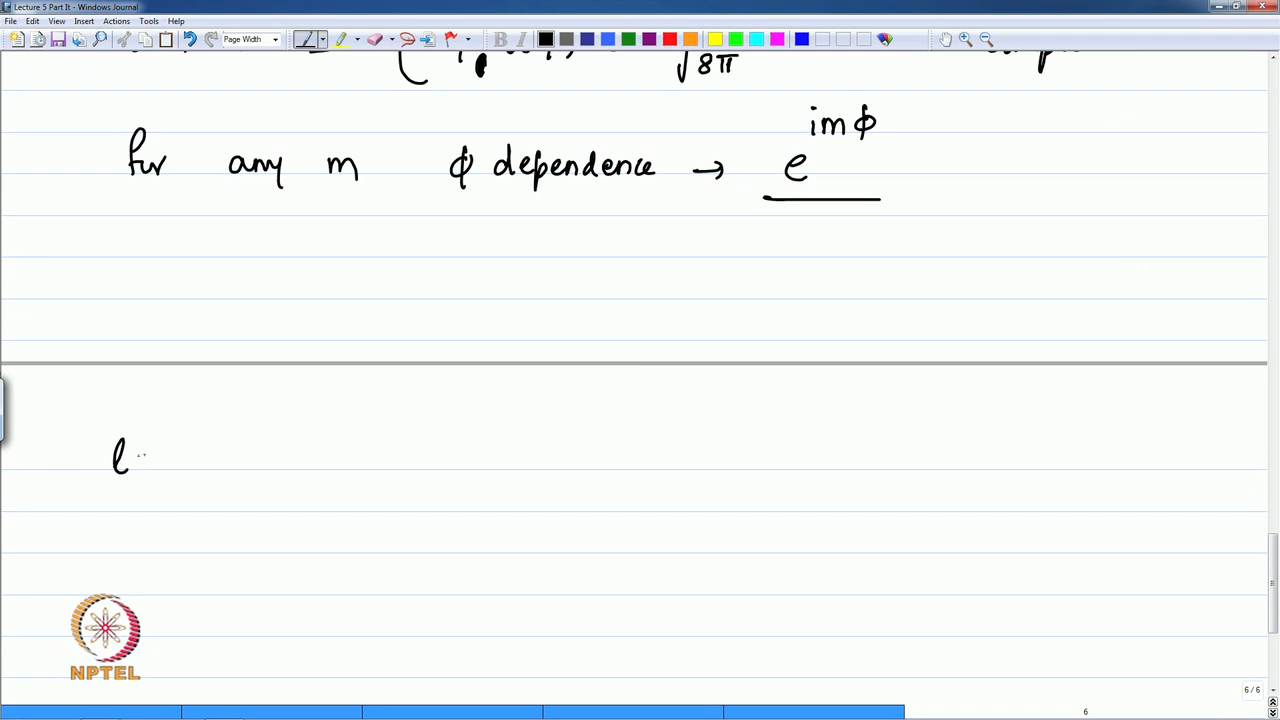 Lecture 5 Part It - Windows Journal
File Edit View Insert Actions Tools Help
Page Width
B I
√8π
for any m φ dependence → e^{imφ}
l
NPTEL
6 / 6
6